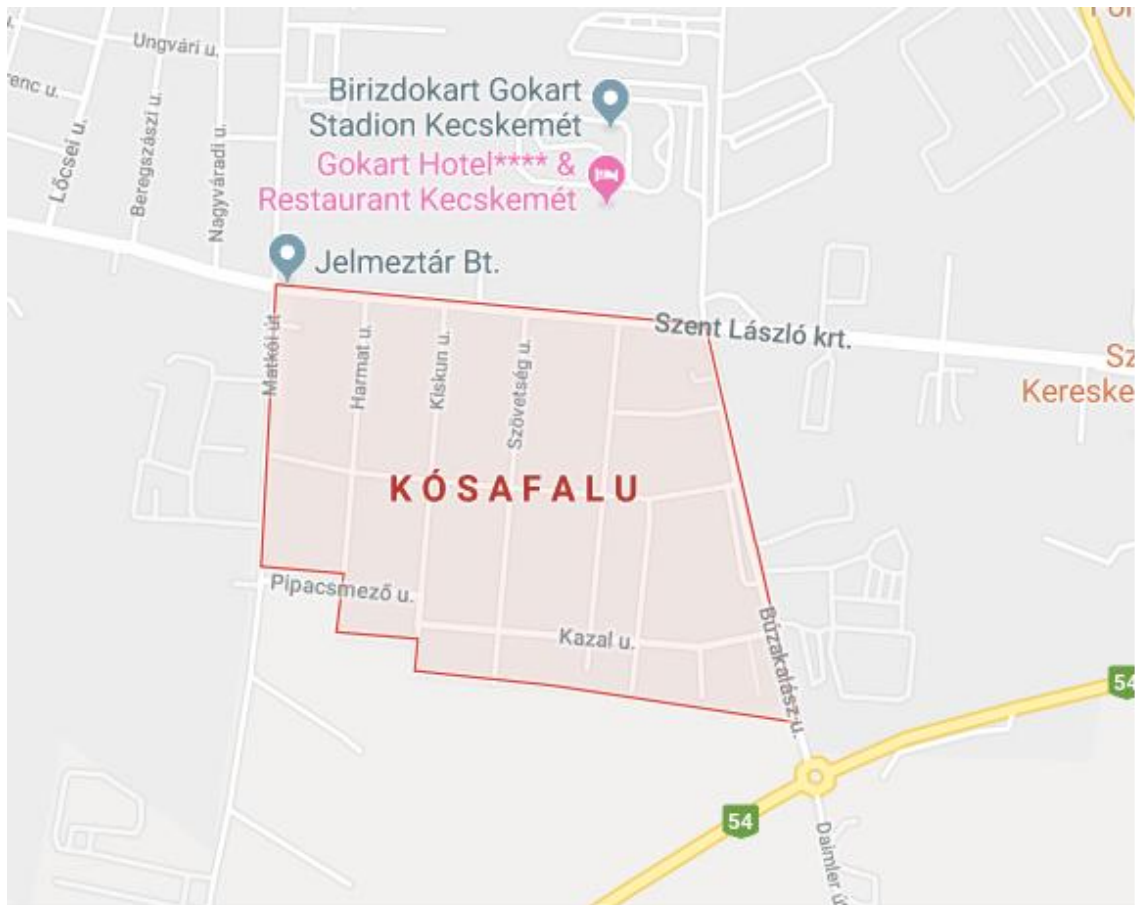 Ungvári u.
Lőcsei u.
Beregszászi u.
Nagyváradi u.
Birizdokart Gokart
Stadion Kecskemét
Gokart Hotel**** &
Restaurant Kecskemét
Jelmeztár Bt.
Szent László krt.
Matkói út
Harmat u.
Kiskun u.
Szövetség u.
KÓSAFALU
Pipacsmező u.
Kazal u.
Búzakalász u.
54
54
Daimler út